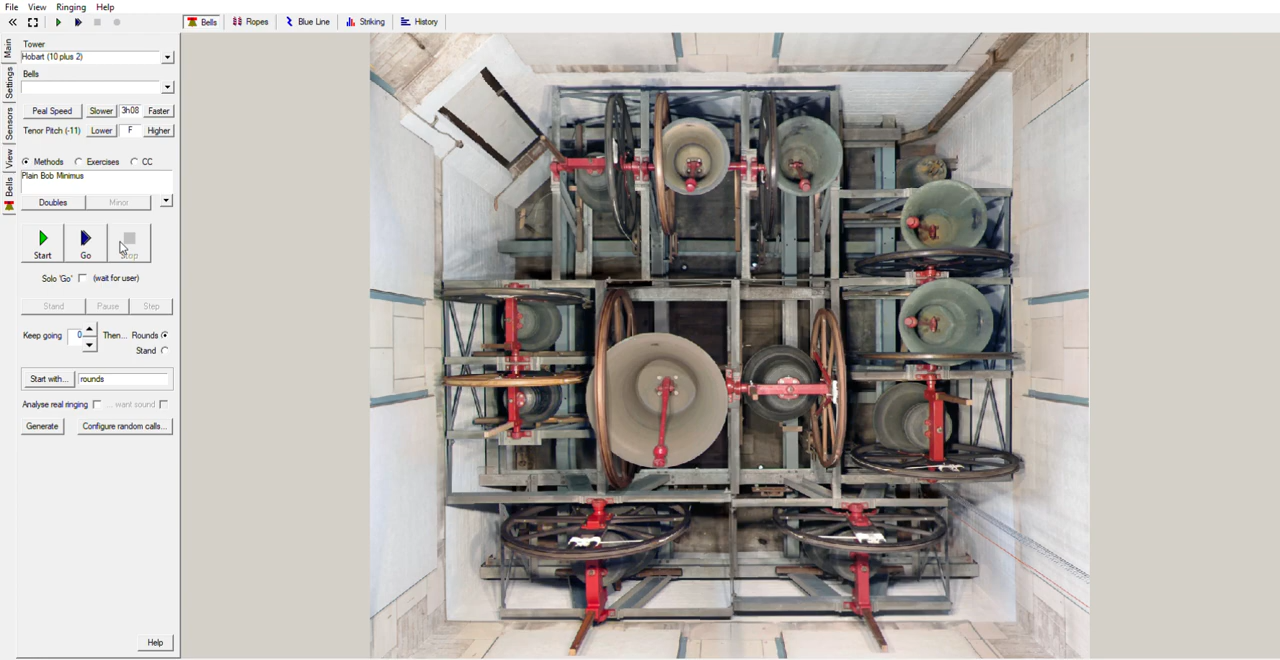 File View Ringing Help
Bells Ropes Blue Line Striking History
Main
Settings
Sensors
View
Bells
Tower
Hobart (10 plus 2)
Bells
Peal Speed Slower 3h08 Faster
Tenor Pitch (-11) Lower F Higher
Methods Exercises CC
Plain Bob Minimus
Doubles Minor
Start Go Stop
Solo 'Go' (wait for user)
Stand Pause Step
Keep going 0 Then... Rounds
Stand
Start with... rounds
Analyse real ringing ... want sound
Generate Configure random calls...
Help